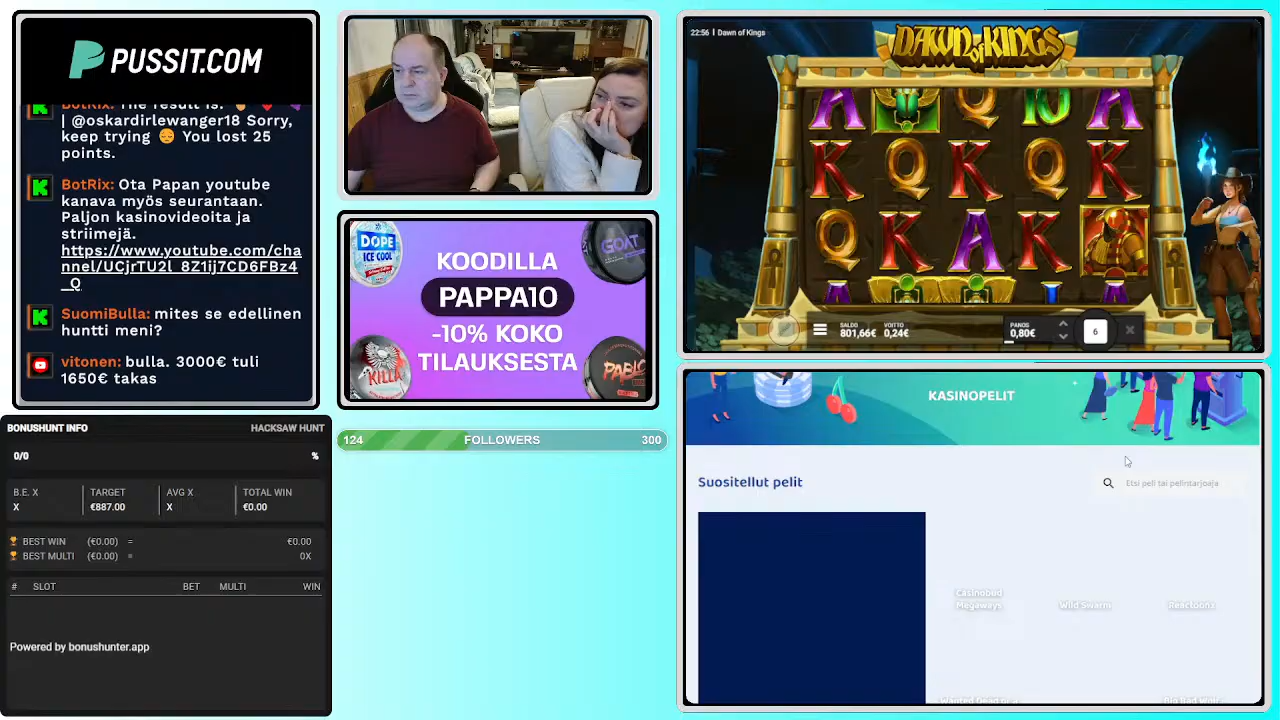 PUSSIT.COM
BotRix: The result is:
| @oskardirlewanger18 Sorry,
keep trying 😔 You lost 25
points.
BotRix: Ota Papan youtube
kanava myös seurantaan.
Paljon kasinovideoita ja
striimejä.
https://www.youtube.com/cha
nnel/UCjrTU2l_8Z1ij7CD6FBz4
_Q
SuomiBulla: mites se edellinen
huntti meni?
vitonen: bulla. 3000€ tuli
1650€ takas
BONUSHUNT INFO HACKSAW HUNT
0/0 %
B.E. X TARGET AVG X TOTAL WIN
X €887.00 X €0.00
BEST WIN (€0.00) = €0.00
BEST MULTI (€0.00) = 0X
# SLOT BET MULTI WIN
Powered by bonushunter.app
DOPE
ICE COOL
GOAT
KOODILLA
PAPPA10
-10% KOKO
TILAUKSESTA
KILLA
PABLO
124 FOLLOWERS 300
22:56 | Dawn of Kings
DAWN of KINGS
A Q 10 A
K Q K Q K
Q K A K
SALDO VOITTO PANOS
801,66€ 0,24€ 0,80€ 6
KASINOPELIT
Suositellut pelit
Etsi peli tai pelintarjoaja
Casinobud
Megaways
Wild Swarm
Reactoonz
Big Bad Wolf